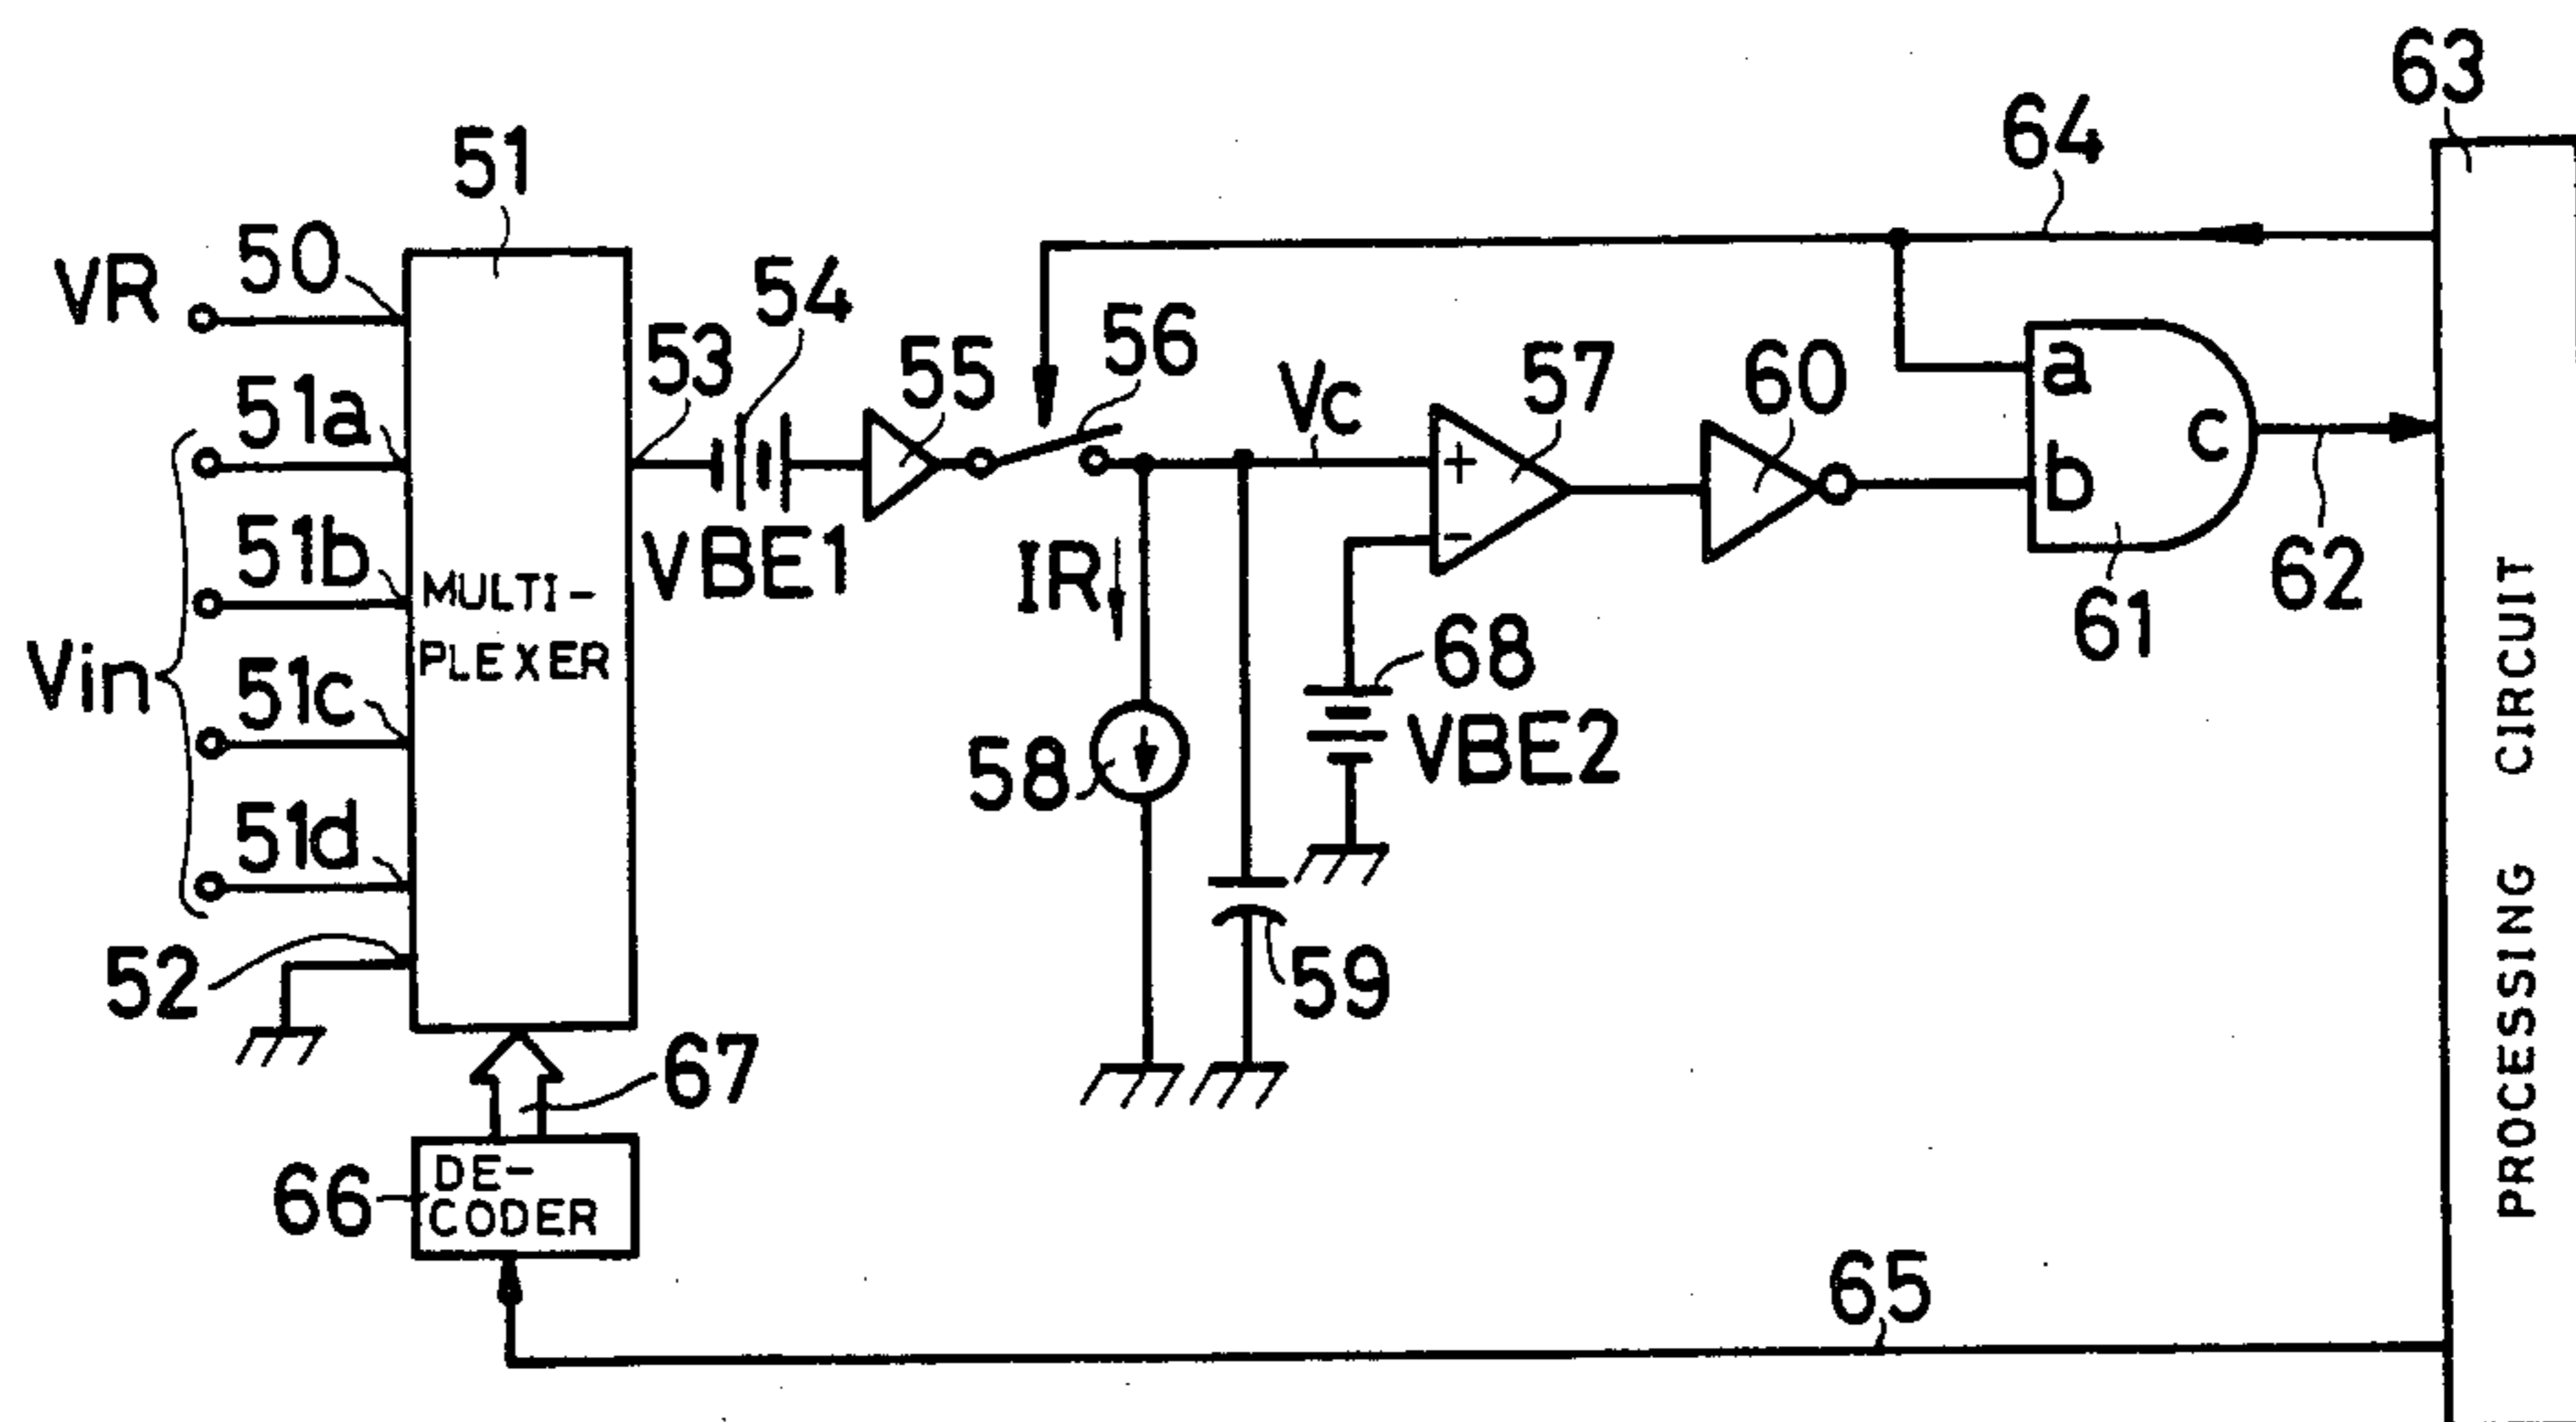 63
64
51
50
VR
54
53
56
55
51a
Vc
57
60
a
c
b
51b
MULTI-
PLEXER
VBE1
IR
62
61
Vin
51c
68
VBE2
58
51d
52
59
67
66
DE-
CODER
65
PROCESSING CIRCUIT
+
-